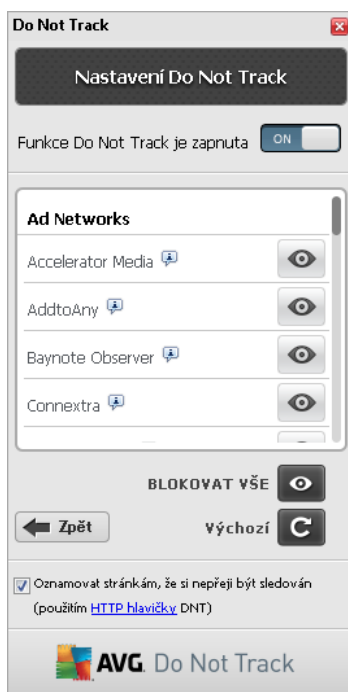 Do Not Track
Nastavení Do Not Track
Funkce Do Not Track je zapnuta ON
Ad Networks
Accelerator Media
AddtoAny
Baynote Observer
Connextra
BLOKOVAT VŠE
Zpět
Výchozí
Oznamovat stránkám, že si nepřeji být sledován
(použitím HTTP hlavičky DNT)
AVG. Do Not Track